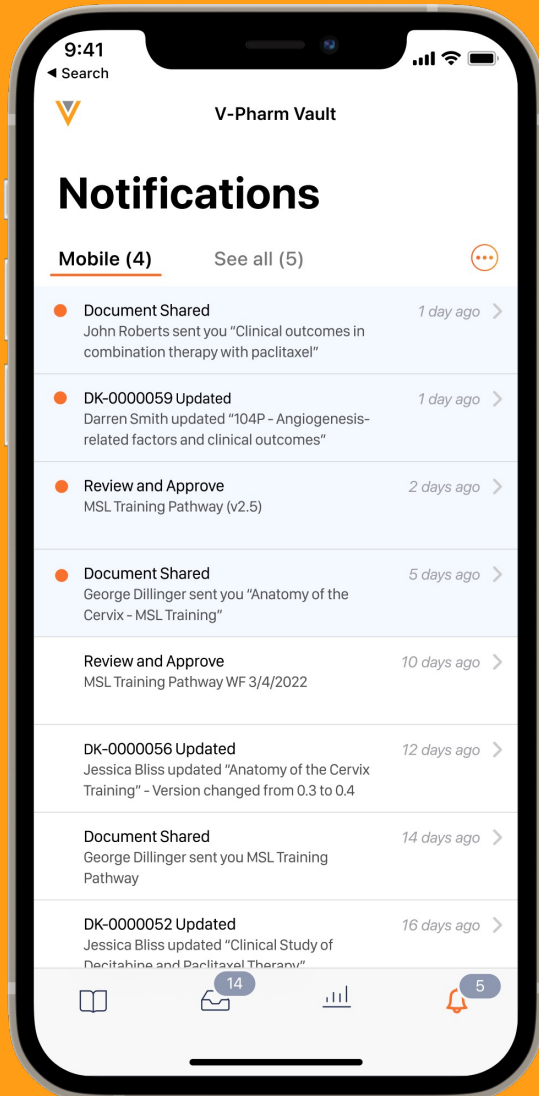 9:41
◀ Search
V-Pharm Vault
Notifications
Mobile (4)
See all (5)
Document Shared
1 day ago
John Roberts sent you “Clinical outcomes in
combination therapy with paclitaxel”
DK-0000059 Updated
1 day ago
Darren Smith updated “104P - Angiogenesis-
related factors and clinical outcomes”
Review and Approve
2 days ago
MSL Training Pathway (v2.5)
Document Shared
5 days ago
George Dillinger sent you “Anatomy of the
Cervix - MSL Training”
Review and Approve
10 days ago
MSL Training Pathway WF 3/4/2022
DK-0000056 Updated
12 days ago
Jessica Bliss updated “Anatomy of the Cervix
Training” - Version changed from 0.3 to 0.4
Document Shared
14 days ago
George Dillinger sent you MSL Training
Pathway
DK-0000052 Updated
16 days ago
Jessica Bliss updated “Clinical Study of
Decitabine and Paclitaxel Therapy”
14
5